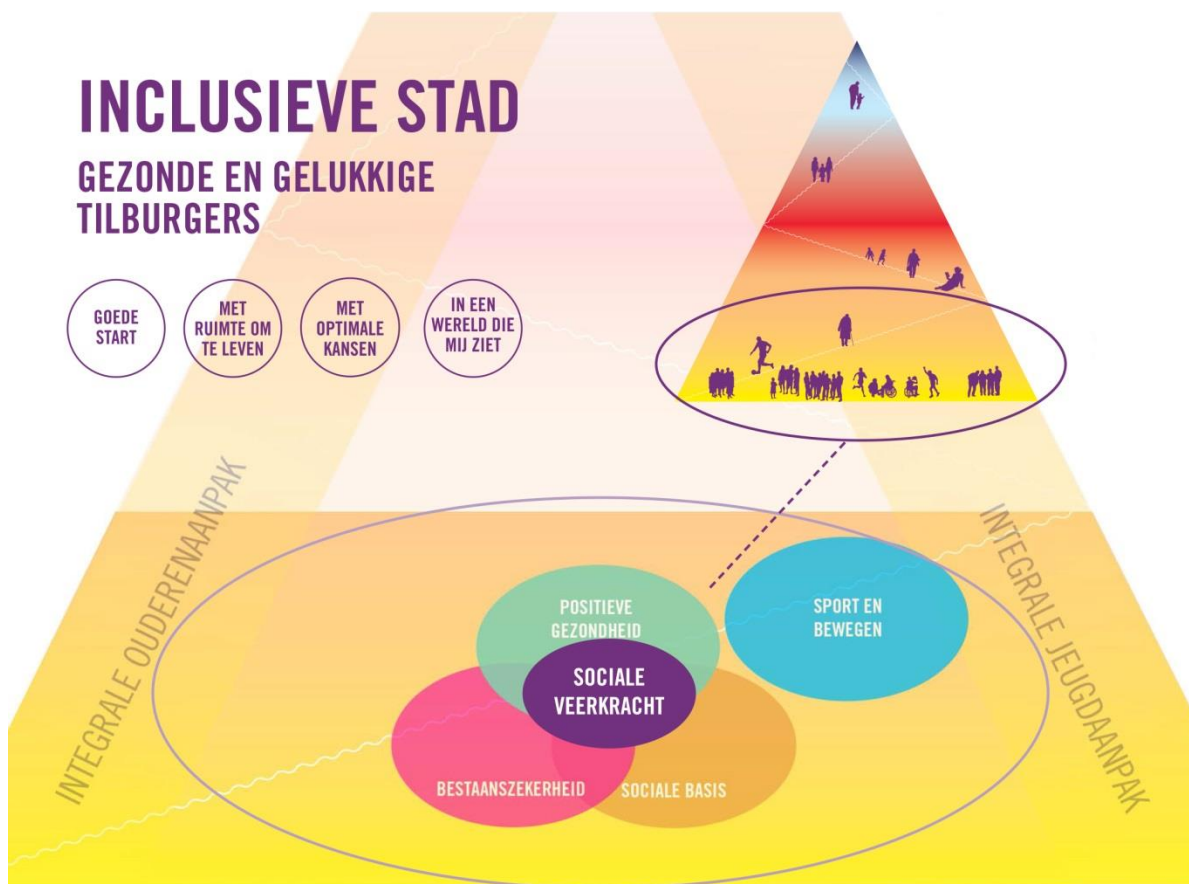 INCLUSIEVE STAD
GEZONDE EN GELUKKIGE
TILBURGERS
GOEDE
START
MET
RUIMTE OM
TE LEVEN
MET
OPTIMALE
KANSEN
IN EEN
WERELD DIE
MIJ ZIET
INTEGRALE OUDERENAANPAK
INTEGRALE JEUGDAANPAK
POSITIEVE
GEZONDHEID
SPORT EN
BEWEGEN
SOCIALE
VEERKRACHT
BESTAANSZEKERHEID
SOCIALE BASIS